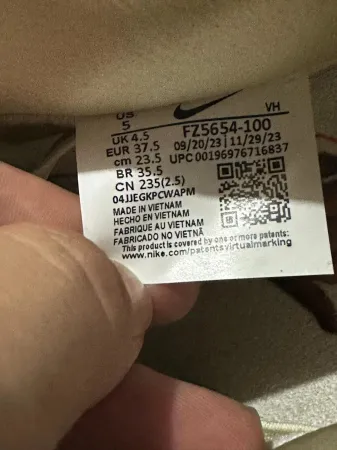 US
5
VH
UK 4.5
FZ5654-100
EUR 37.5
09/20/23 | 11/29/23
cm 23.5
UPC 00196976716837
BR 35.5
CN 235(2.5)
04JJEGKPCWAPM
MADE IN VIETNAM
HECHO EN VIETNAM
FABRIQUE AU VIETNAM
FABRICADO NO VIETNÃ
This product is covered by one or more patents:
www.nike.com/patentsvirtualmarking